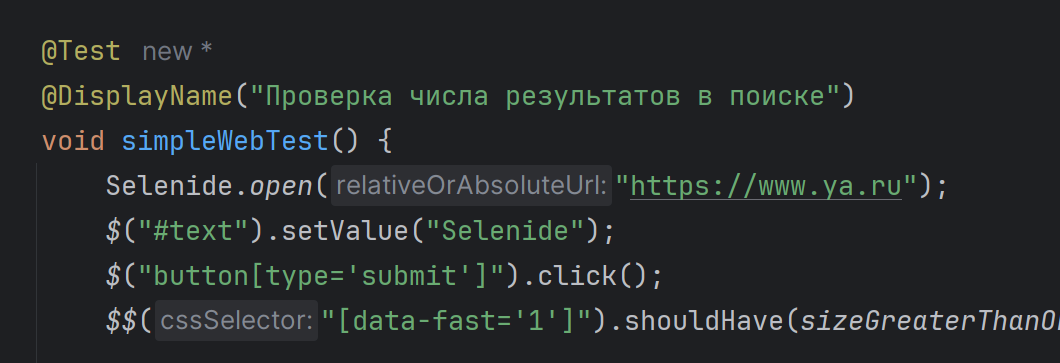 @Test new *
@DisplayName("Проверка числа результатов в поиске")
void simpleWebTest() {
Selenide.open( relativeOrAbsoluteUrl: "https://www.ya.ru");
$("#text").setValue("Selenide");
$("button[type='submit']").click();
$$( cssSelector: "[data-fast='1']").shouldHave(sizeGreaterThanO